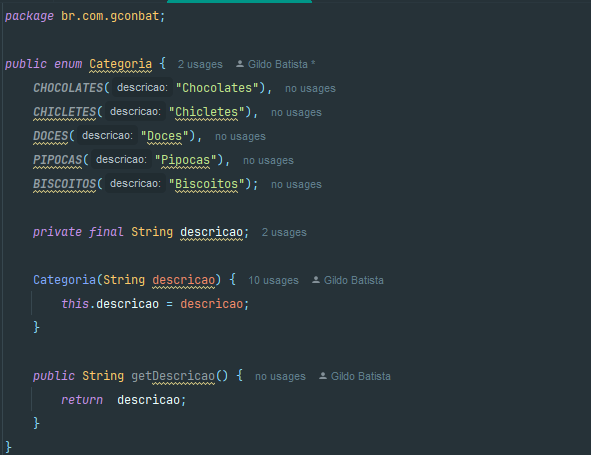 package br.com.gconbat;
public enum Categoria { 2 usages Gildo Batista *
CHOCOLATES( descricao: "Chocolates"), no usages
CHICLETES( descricao: "Chicletes"), no usages
DOCES( descricao: "Doces"), no usages
PIPOCAS( descricao: "Pipocas"), no usages
BISCOITOS( descricao: "Biscoitos"); no usages
private final String descricao; 2 usages
Categoria(String descricao) { 10 usages Gildo Batista
this.descricao = descricao;
}
public String getDescricao() { no usages Gildo Batista
return descricao;
}
}